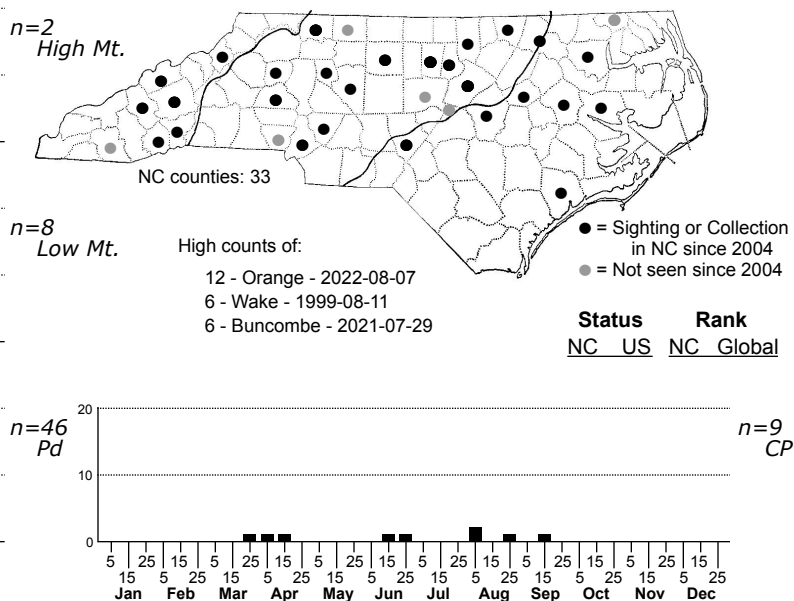 n=2
High Mt.
NC counties: 33
n=8
Low Mt.
High counts of:
12 - Orange - 2022-08-07
6 - Wake - 1999-08-11
6 - Buncombe - 2021-07-29
● = Sighting or Collection
in NC since 2004
● = Not seen since 2004
Status Rank
NC US NC Global
n=46
Pd
n=9
CP
20
10
0
5 25 15 5 25 15 5 25 15 5 25 15 5 25 15 5 25 15
15 5 25 15 5 25 15 5 25 15 5 25 15 5 25 15 5 25
Jan Feb Mar Apr May Jun Jul Aug Sep Oct Nov Dec